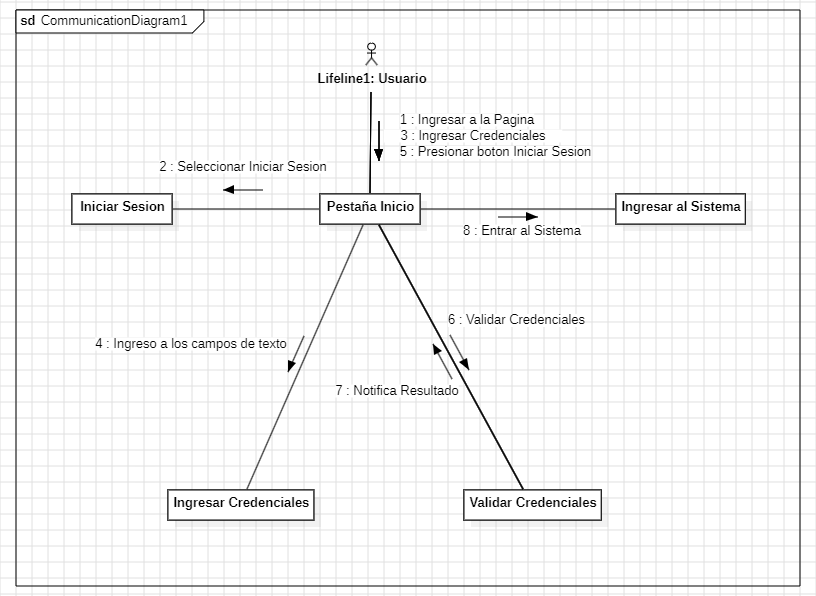 sd CommunicationDiagram1
Lifeline1: Usuario
1 : Ingresar a la Pagina
3 : Ingresar Credenciales
5 : Presionar boton Iniciar Sesion
2 : Seleccionar Iniciar Sesion
Iniciar Sesion
Pestaña Inicio
Ingresar al Sistema
8 : Entrar al Sistema
6 : Validar Credenciales
4 : Ingreso a los campos de texto
7 : Notifica Resultado
Ingresar Credenciales
Validar Credenciales